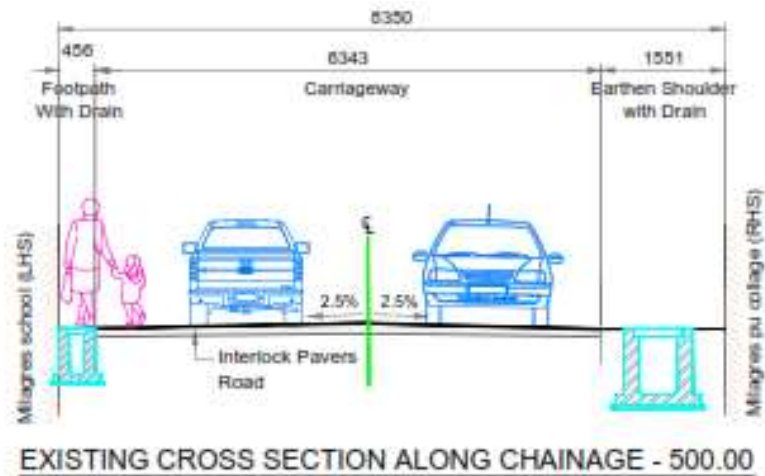 8350
456
6343
1551
Footpath
With Drain
Carriageway
Earthen Shoulder
with Drain
Milagres school (LHS)
℄
2.5%
2.5%
Interlock Pavers
Road
Milagres pu collage (RHS)
EXISTING CROSS SECTION ALONG CHAINAGE - 500.00